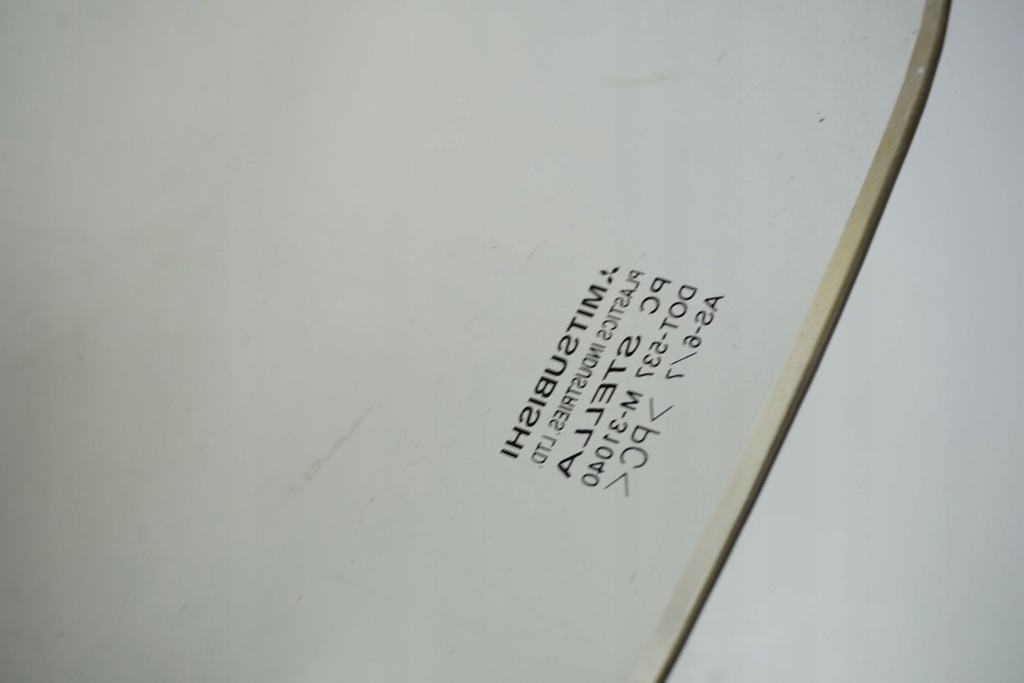 MITSUBISHI
PLASTICS INDUSTRIES.LTD.
PC STELLA
DOT-537 M-31040
AS-6/7 >PC<